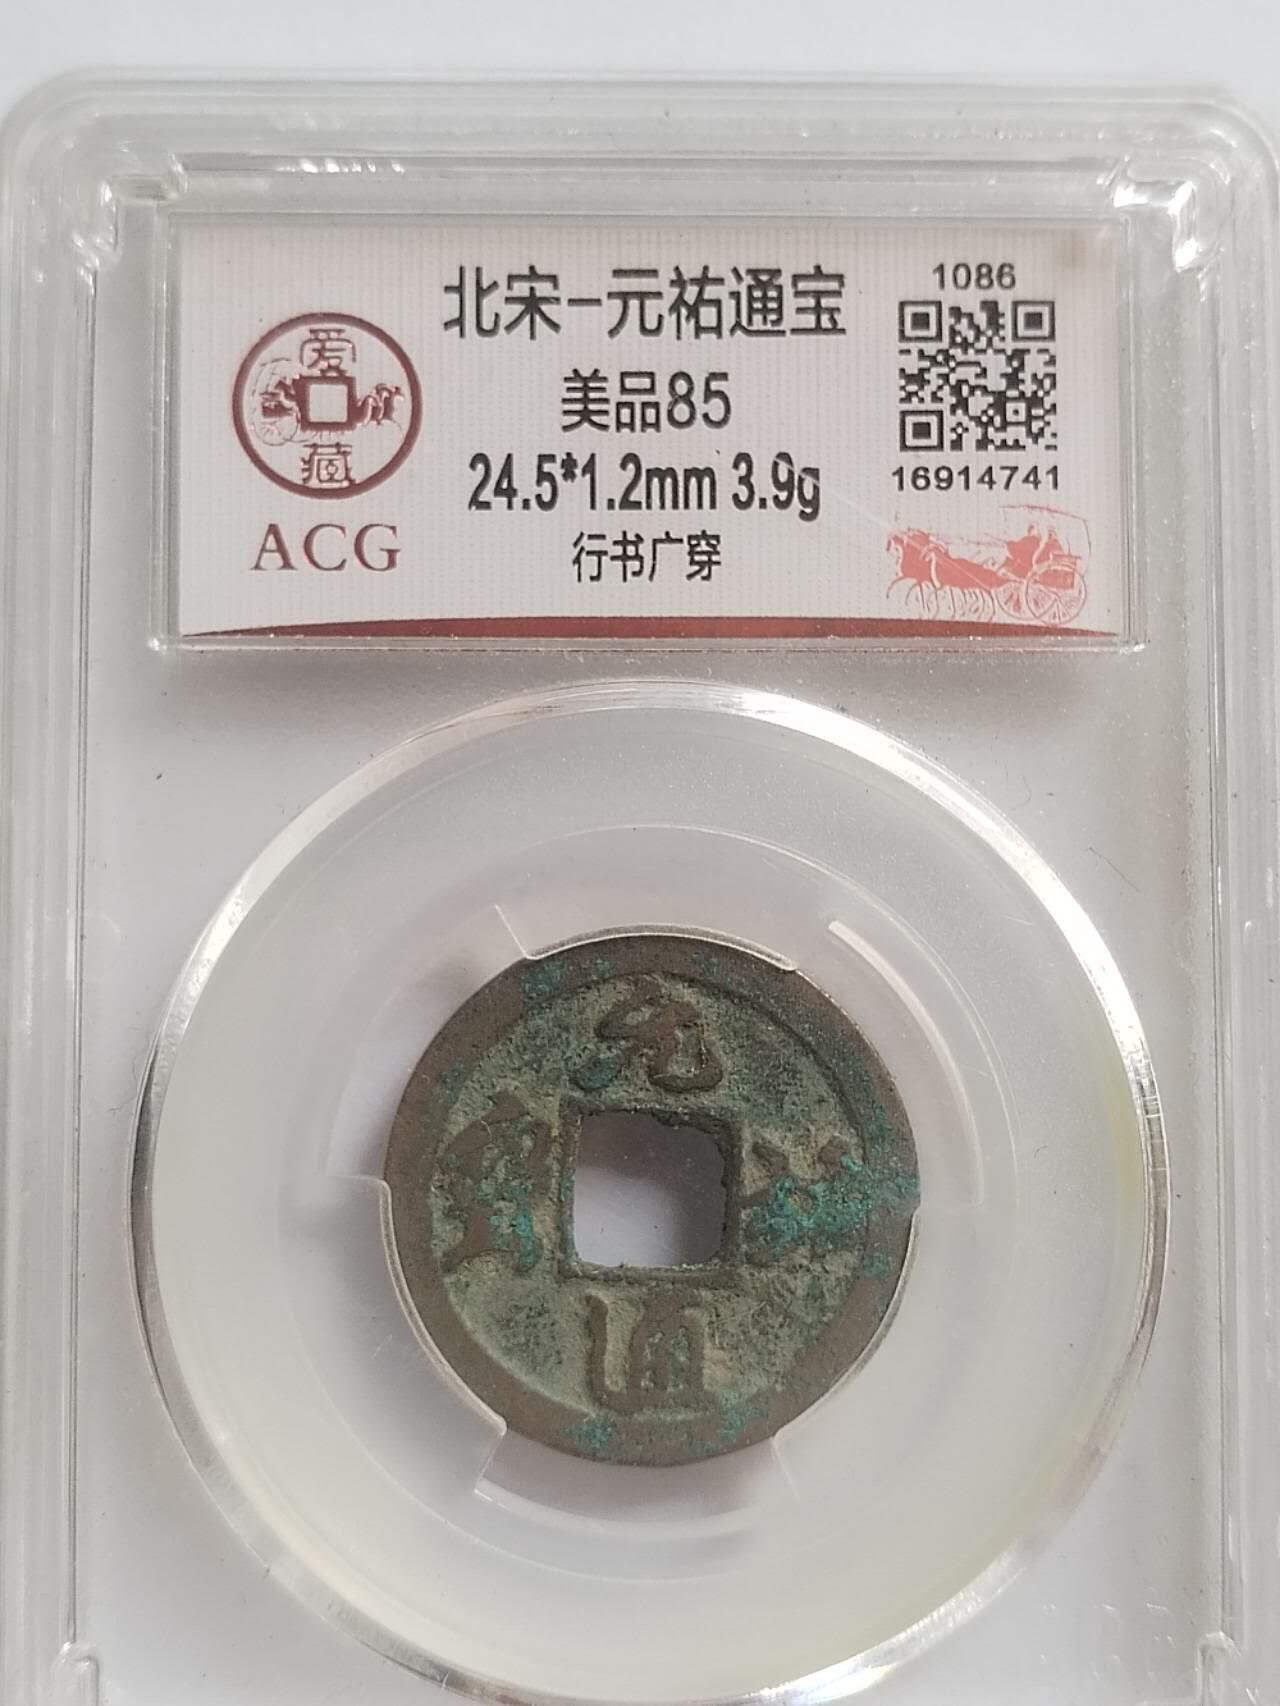 爱藏
ACG
北宋-元祐通宝
美品85
24.5*1.2mm 3.9g
行书广穿
1086
16914741
元
通
寳